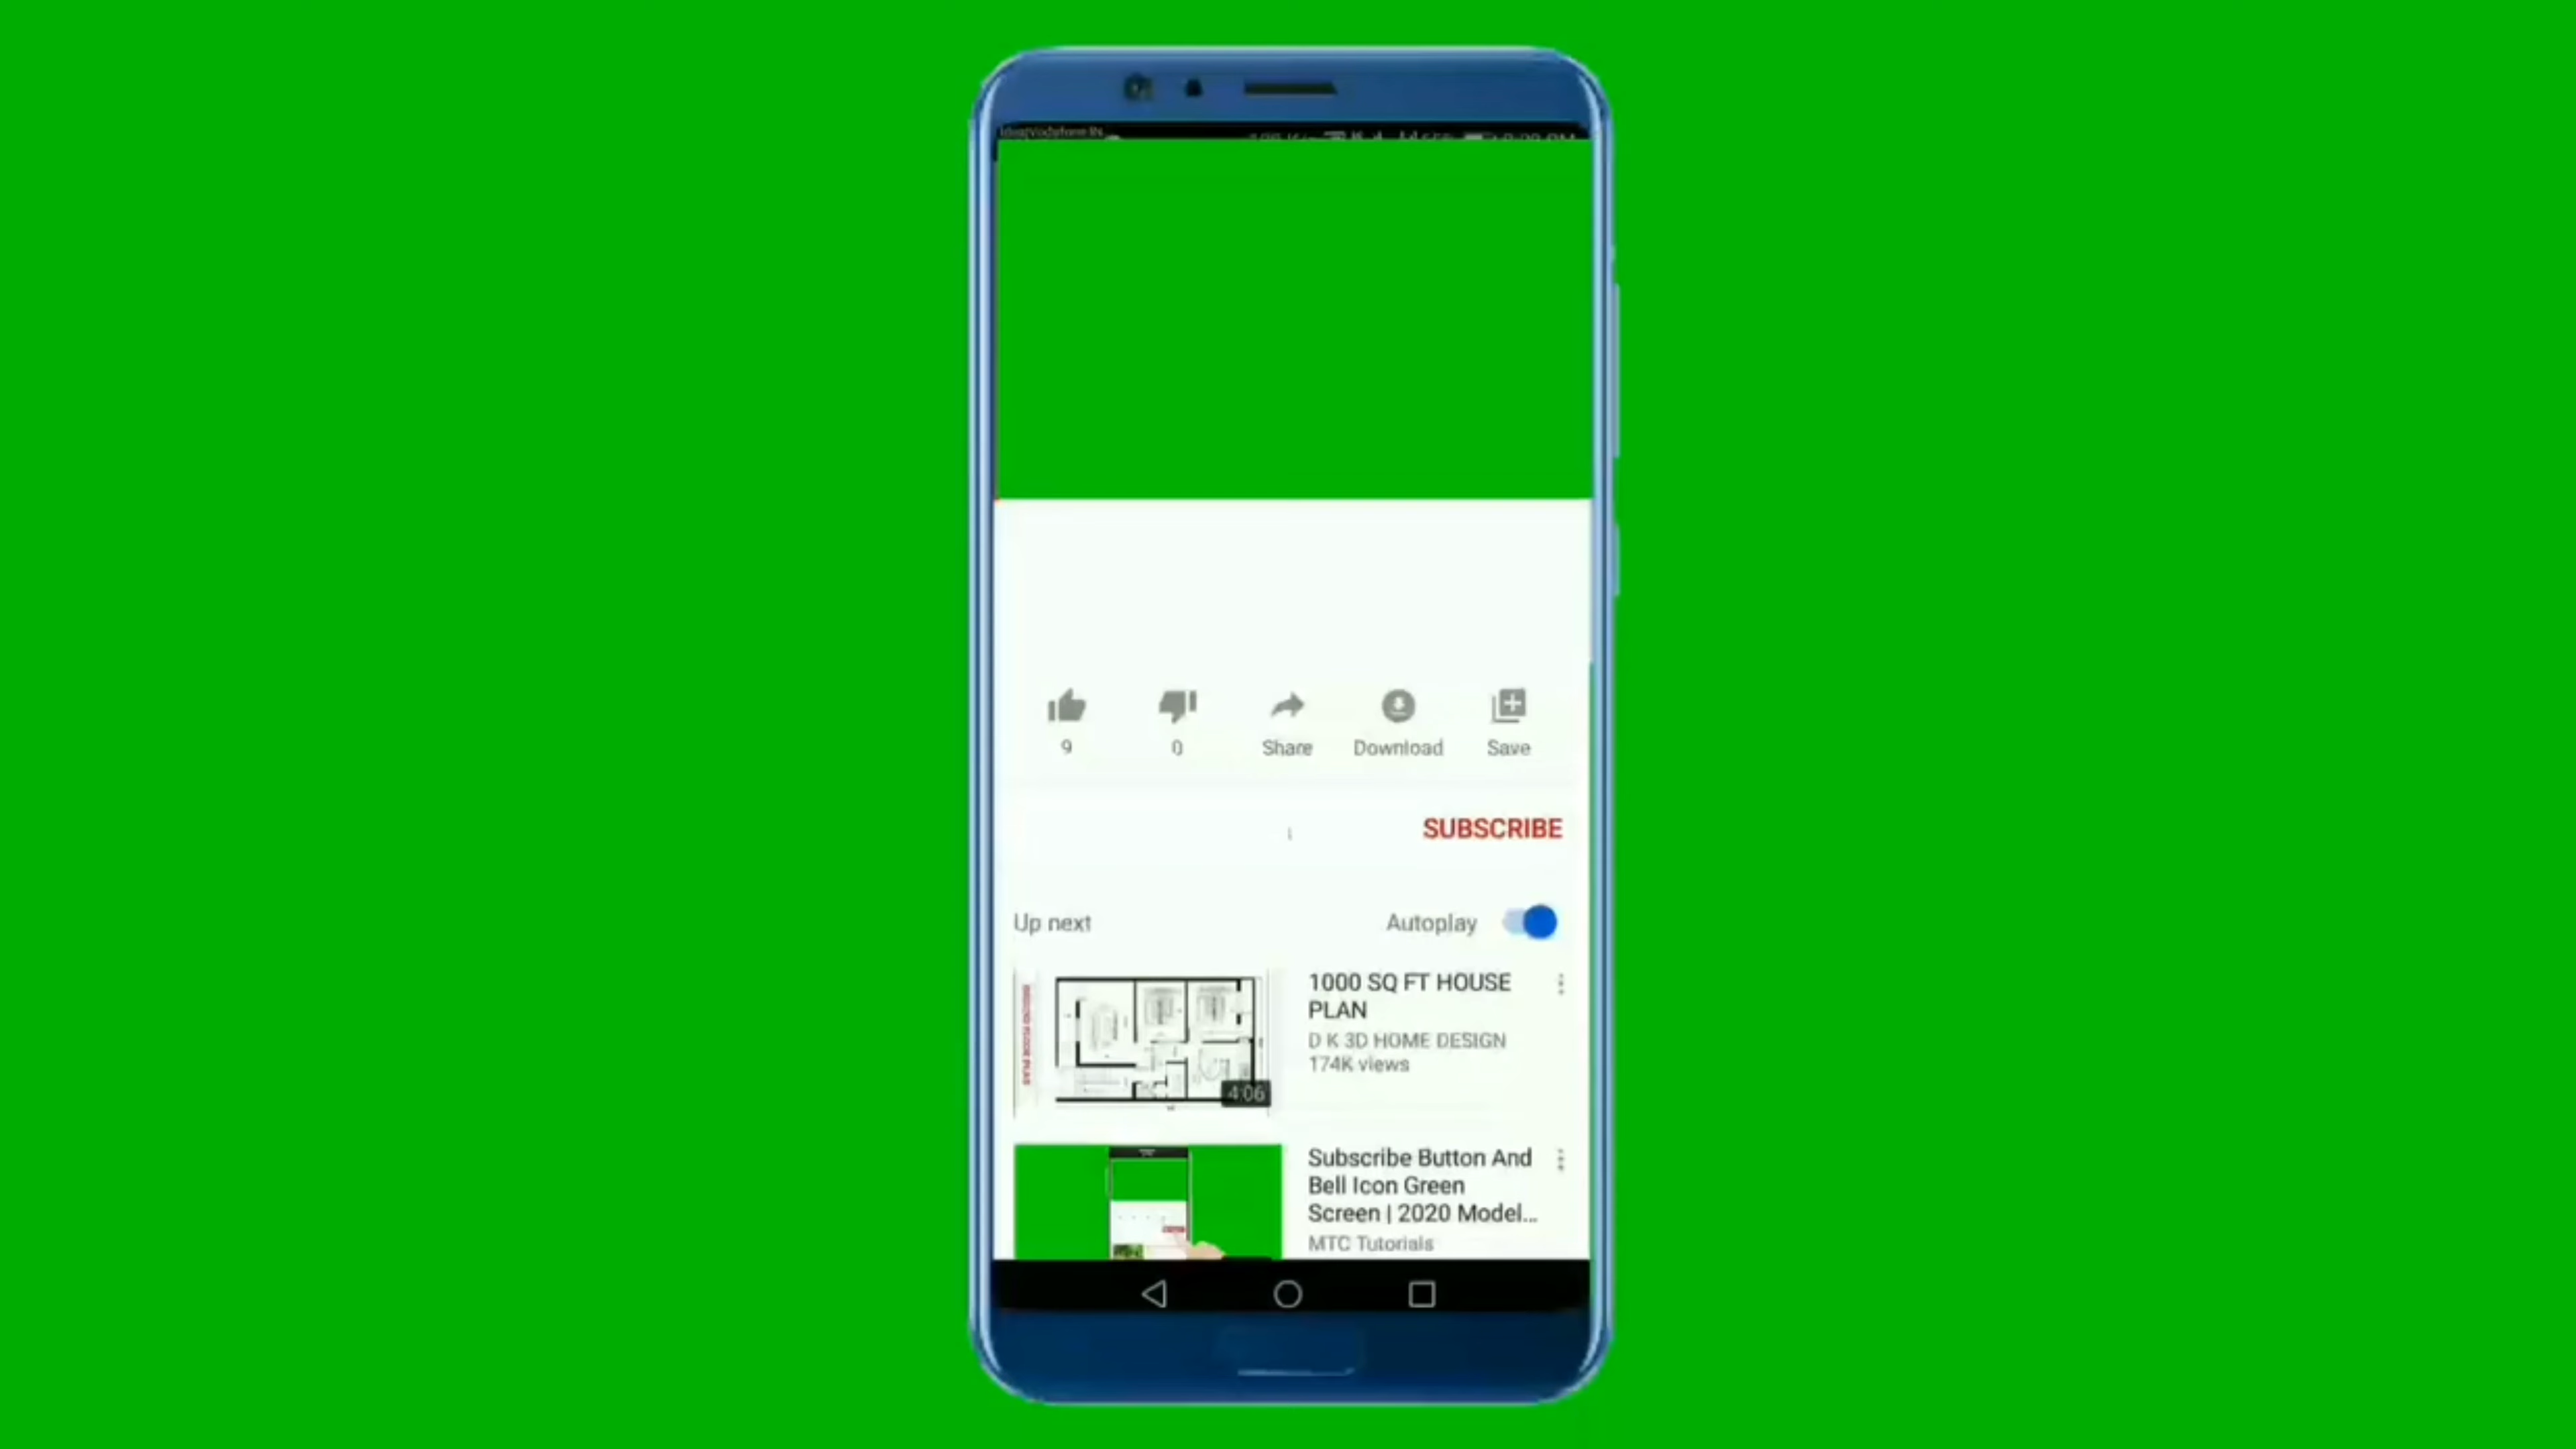 9
0
Share
Download
Save
SUBSCRIBE
Up next
Autoplay
1000 SQ FT HOUSE
PLAN
D K 3D HOME DESIGN
174K views
4:06
Subscribe Button And
Bell Icon Green
Screen | 2020 Model...
MTC Tutorials